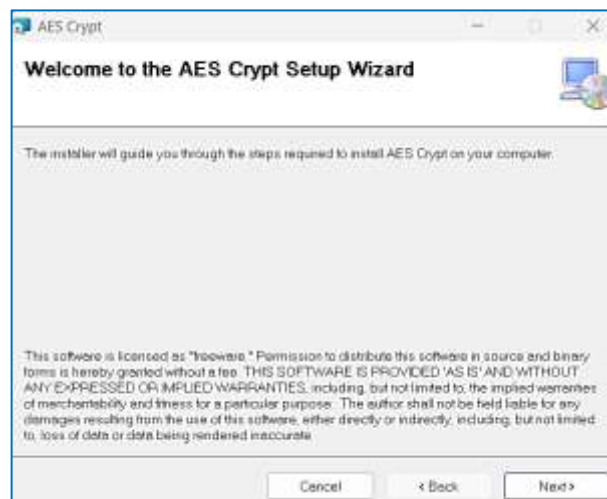 AES Crypt
Welcome to the AES Crypt Setup Wizard
The installer will guide you through the steps required to install AES Crypt on your computer.
This software is licensed as "freeware." Permission to distribute this software in source and binary
forms is hereby granted without a fee. THIS SOFTWARE IS PROVIDED 'AS IS' AND WITHOUT
ANY EXPRESSED OR IMPLIED WARRANTIES, including, but not limited to, the implied warranties
of merchantability and fitness for a particular purpose. The author shall not be held liable for any
damages resulting from the use of this software, either directly or indirectly, including, but not limited
to, loss of data or data being rendered inaccurate.
Cancel
< Back
Next >